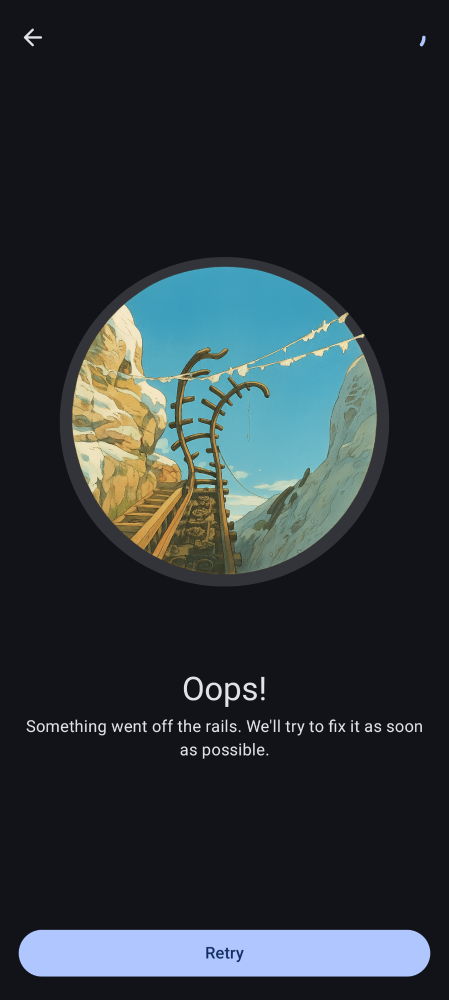 Oops!
Something went off the rails. We'll try to fix it as soon
as possible.
Retry